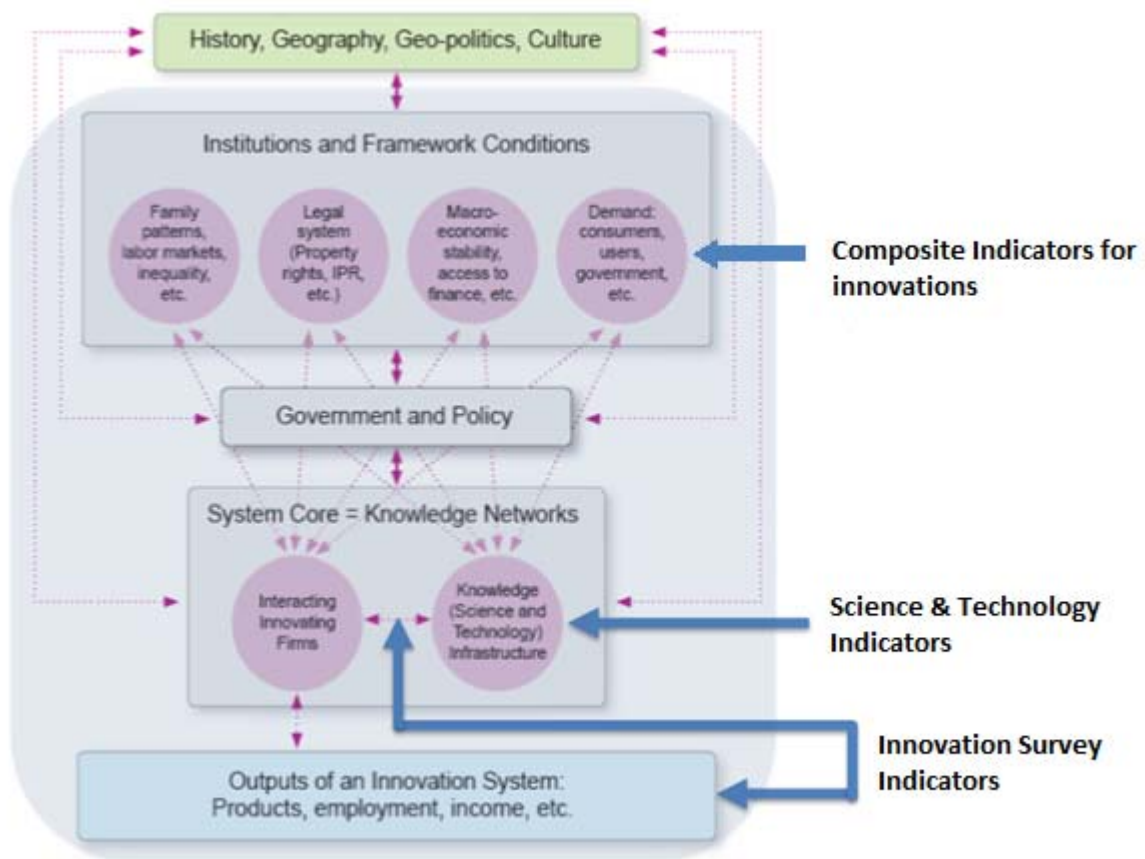 History, Geography, Geo-politics, Culture
Institutions and Framework Conditions
Family
patterns,
labor markets,
inequality,
etc.
Legal
system
(Property
rights, IPR,
etc.)
Macro-
economic
stability,
access to
finance, etc.
Demand:
consumers,
users,
government,
etc.
Composite Indicators for
innovations
Government and Policy
System Core = Knowledge Networks
Interacting
Innovating
Firms
Knowledge
(Science and
Technology)
Infrastructure
Science & Technology
Indicators
Innovation Survey
Indicators
Outputs of an Innovation System:
Products, employment, income, etc.